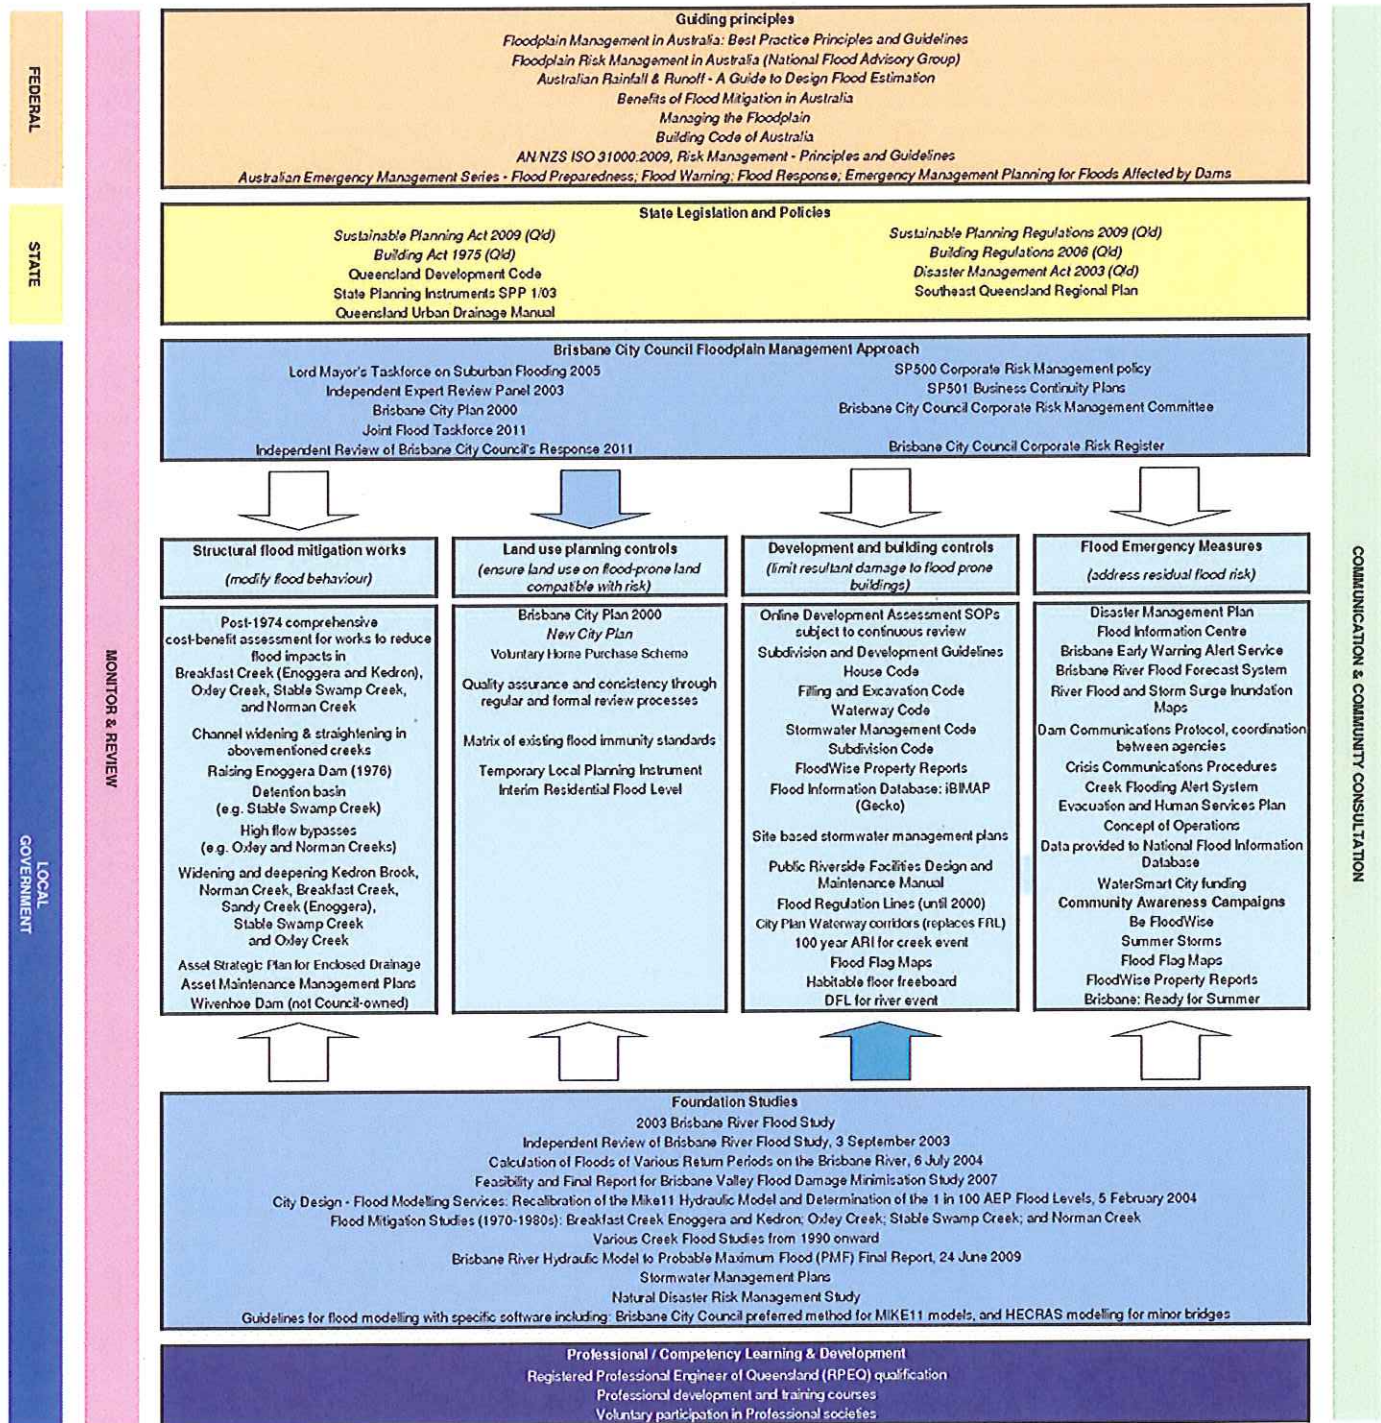 FEDERAL
STATE
LOCAL
GOVERNMENT
MONITOR & REVIEW
Guiding principles
Floodplain Management in Australia: Best Practice Principles and Guidelines
Floodplain Risk Management in Australia (National Flood Advisory Group)
Australian Rainfall & Runoff - A Guide to Design Flood Estimation
Benefits of Flood Mitigation in Australia
Managing the Floodplain
Building Code of Australia
AN/NZS ISO 31000:2009, Risk Management - Principles and Guidelines
Australian Emergency Management Series - Flood Preparedness; Flood Warning; Flood Response; Emergency Management Planning for Floods Affected by Dams
State Legislation and Policies
Sustainable Planning Act 2009 (Qld)
Building Act 1975 (Qld)
Queensland Development Code
State Planning Instruments SPP 1/03
Queensland Urban Drainage Manual
Sustainable Planning Regulations 2009 (Qld)
Building Regulations 2006 (Qld)
Disaster Management Act 2003 (Qld)
Southeast Queensland Regional Plan
Brisbane City Council Floodplain Management Approach
Lord Mayor's Taskforce on Suburban Flooding 2005
Independent Expert Review Panel 2003
Brisbane City Plan 2000
Joint Flood Taskforce 2011
Independent Review of Brisbane City Council's Response 2011
SP500 Corporate Risk Management policy
SP501 Business Continuity Plans
Brisbane City Council Corporate Risk Management Committee
Brisbane City Council Corporate Risk Register
Structural flood mitigation works
(modify flood behaviour)
Post-1974 comprehensive
cost-benefit assessment for works to reduce
flood impacts in
Breakfast Creek (Enoggera and Kedron),
Oxley Creek, Stable Swamp Creek,
and Norman Creek
Channel widening & straightening in
abovementioned creeks
Raising Enoggera Dam (1976)
Detention basin
(e.g. Stable Swamp Creek)
High flow bypasses
(e.g. Oxley and Norman Creeks)
Widening and deepening Kedron Brook,
Norman Creek, Breakfast Creek,
Sandy Creek (Enoggera),
Stable Swamp Creek
and Oxley Creek
Asset Strategic Plan for Enclosed Drainage
Asset Maintenance Management Plans
Wivenhoe Dam (not Council-owned)
Land use planning controls
(ensure land use on flood-prone land
compatible with risk)
Brisbane City Plan 2000
New City Plan
Voluntary Home Purchase Scheme
Quality assurance and consistency through
regular and formal review processes
Matrix of existing flood immunity standards
Temporary Local Planning Instrument
Interim Residential Flood Level
Development and building controls
(limit resultant damage to flood prone
buildings)
Online Development Assessment SOPs
subject to continuous review
Subdivision and Development Guidelines
House Code
Filling and Excavation Code
Waterway Code
Stormwater Management Code
Subdivision Code
FloodWise Property Reports
Flood Information Database: iBIMAP
(Gecko)
Site based stormwater management plans
Public Riverside Facilities Design and
Maintenance Manual
Flood Regulation Lines (until 2000)
City Plan Waterway corridors (replaces FRL)
100 year ARI for creek event
Flood Flag Maps
Habitable floor freeboard
DFL for river event
Flood Emergency Measures
(address residual flood risk)
Disaster Management Plan
Flood Information Centre
Brisbane Early Warning Alert Service
Brisbane River Flood Forecast System
River Flood and Storm Surge Inundation
Maps
Dam Communications Protocol, coordination
between agencies
Crisis Communications Procedures
Creek Flooding Alert System
Evacuation and Human Services Plan
Concept of Operations
Data provided to National Flood Information
Database
WaterSmart City funding
Community Awareness Campaigns
Be FloodWise
Summer Storms
Flood Flag Maps
FloodWise Property Reports
Brisbane: Ready for Summer
Foundation Studies
2003 Brisbane River Flood Study
Independent Review of Brisbane River Flood Study, 3 September 2003
Calculation of Floods of Various Return Periods on the Brisbane River, 6 July 2004
Feasibility and Final Report for Brisbane Valley Flood Damage Minimisation Study 2007
City Design - Flood Modelling Services: Recalibration of the Mike11 Hydraulic Model and Determination of the 1 in 100 AEP Flood Levels, 5 February 2004
Flood Mitigation Studies (1970-1980s): Breakfast Creek Enoggera and Kedron; Oxley Creek; Stable Swamp Creek; and Norman Creek
Various Creek Flood Studies from 1990 onward
Brisbane River Hydraulic Model to Probable Maximum Flood (PMF) Final Report, 24 June 2009
Stormwater Management Plans
Natural Disaster Risk Management Study
Guidelines for flood modelling with specific software including: Brisbane City Council preferred method for MIKE11 models, and HECRAS modelling for minor bridges
Professional / Competency Learning & Development
Registered Professional Engineer of Queensland (RPEQ) qualification
Professional development and training courses
Voluntary participation in Professional societies
COMMUNICATION & COMMUNITY CONSULTATION